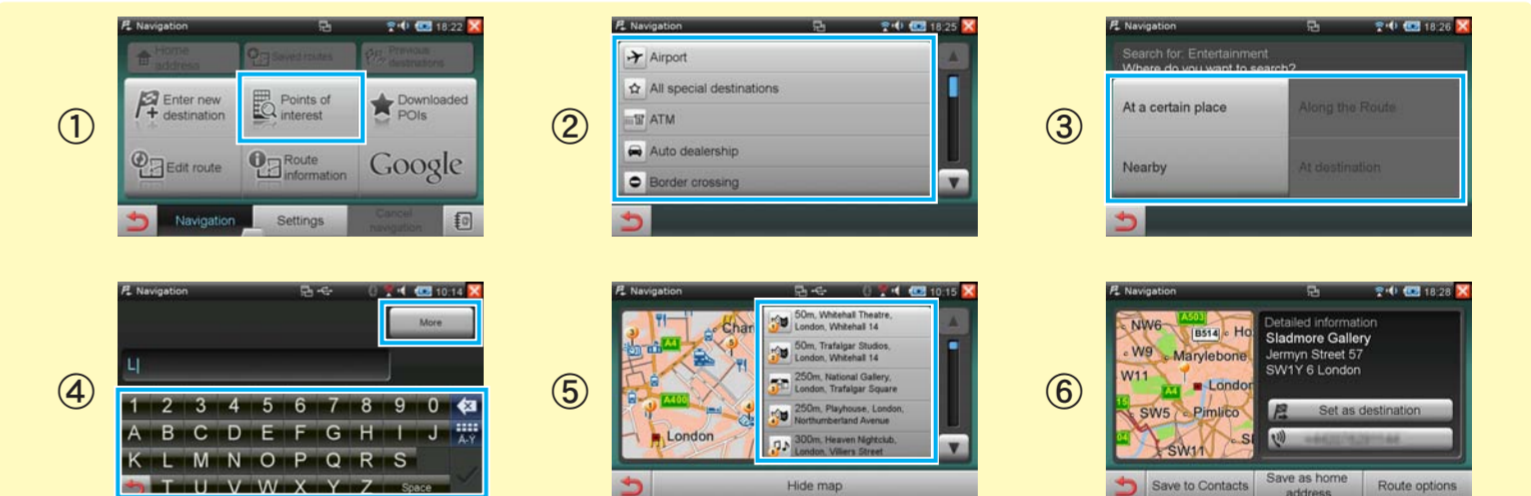 ①
Navigation
18:22
Home
address
Saved routes
Previous
destinations
Enter new
destination
Points of
interest
Downloaded
POIs
Edit route
Route
information
Google
Navigation
Settings
Cancel
navigation
②
Navigation
18:25
Airport
All special destinations
ATM
Auto dealership
Border crossing
③
Navigation
18:26
Search for: Entertainment
Where do you want to search?
At a certain place
Along the Route
Nearby
At destination
④
Navigation
10:14
More
L
1 2 3 4 5 6 7 8 9 0
A B C D E F G H I J
A-Y
K L M N O P Q R S
T U V W X Y Z Space
⑤
Navigation
10:15
Char
A4
A400
London
50m, Whitehall Theatre,
London, Whitehall 14
50m, Trafalgar Studios,
London, Whitehall 14
250m, National Gallery,
London, Trafalgar Square
250m, Playhouse, London,
Northumberland Avenue
300m, Heaven Nightclub,
London, Villiers Street
Hide map
⑥
Navigation
18:28
NW6
A503
B514
Ho
W9
Marylebone
W11
A4
London
SW5
Pimlico
SW11
Detailed information
Sladmore Gallery
Jermyn Street 57
SW1Y 6 London
Set as destination
Save to Contacts
Save as home
address
Route options